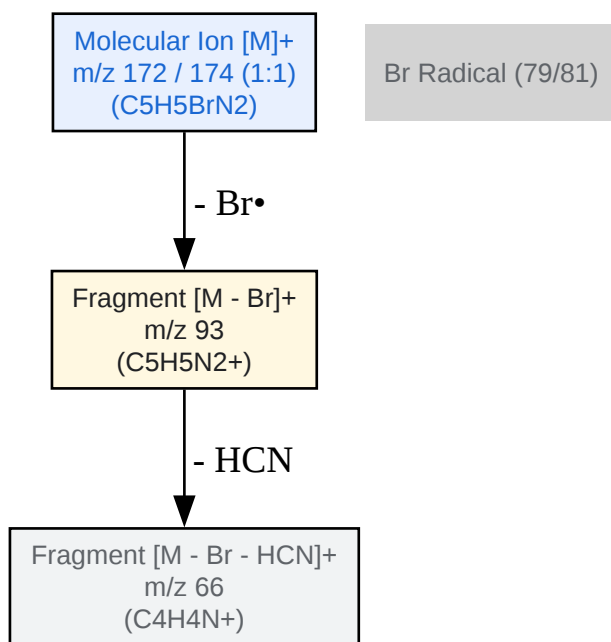 Molecular Ion [M]+
m/z 172 / 174 (1:1)
(C5H5BrN2)
Br Radical (79/81)
- Br•
Fragment [M - Br]+
m/z 93
(C5H5N2+)
- HCN
Fragment [M - Br - HCN]+
m/z 66
(C4H4N+)